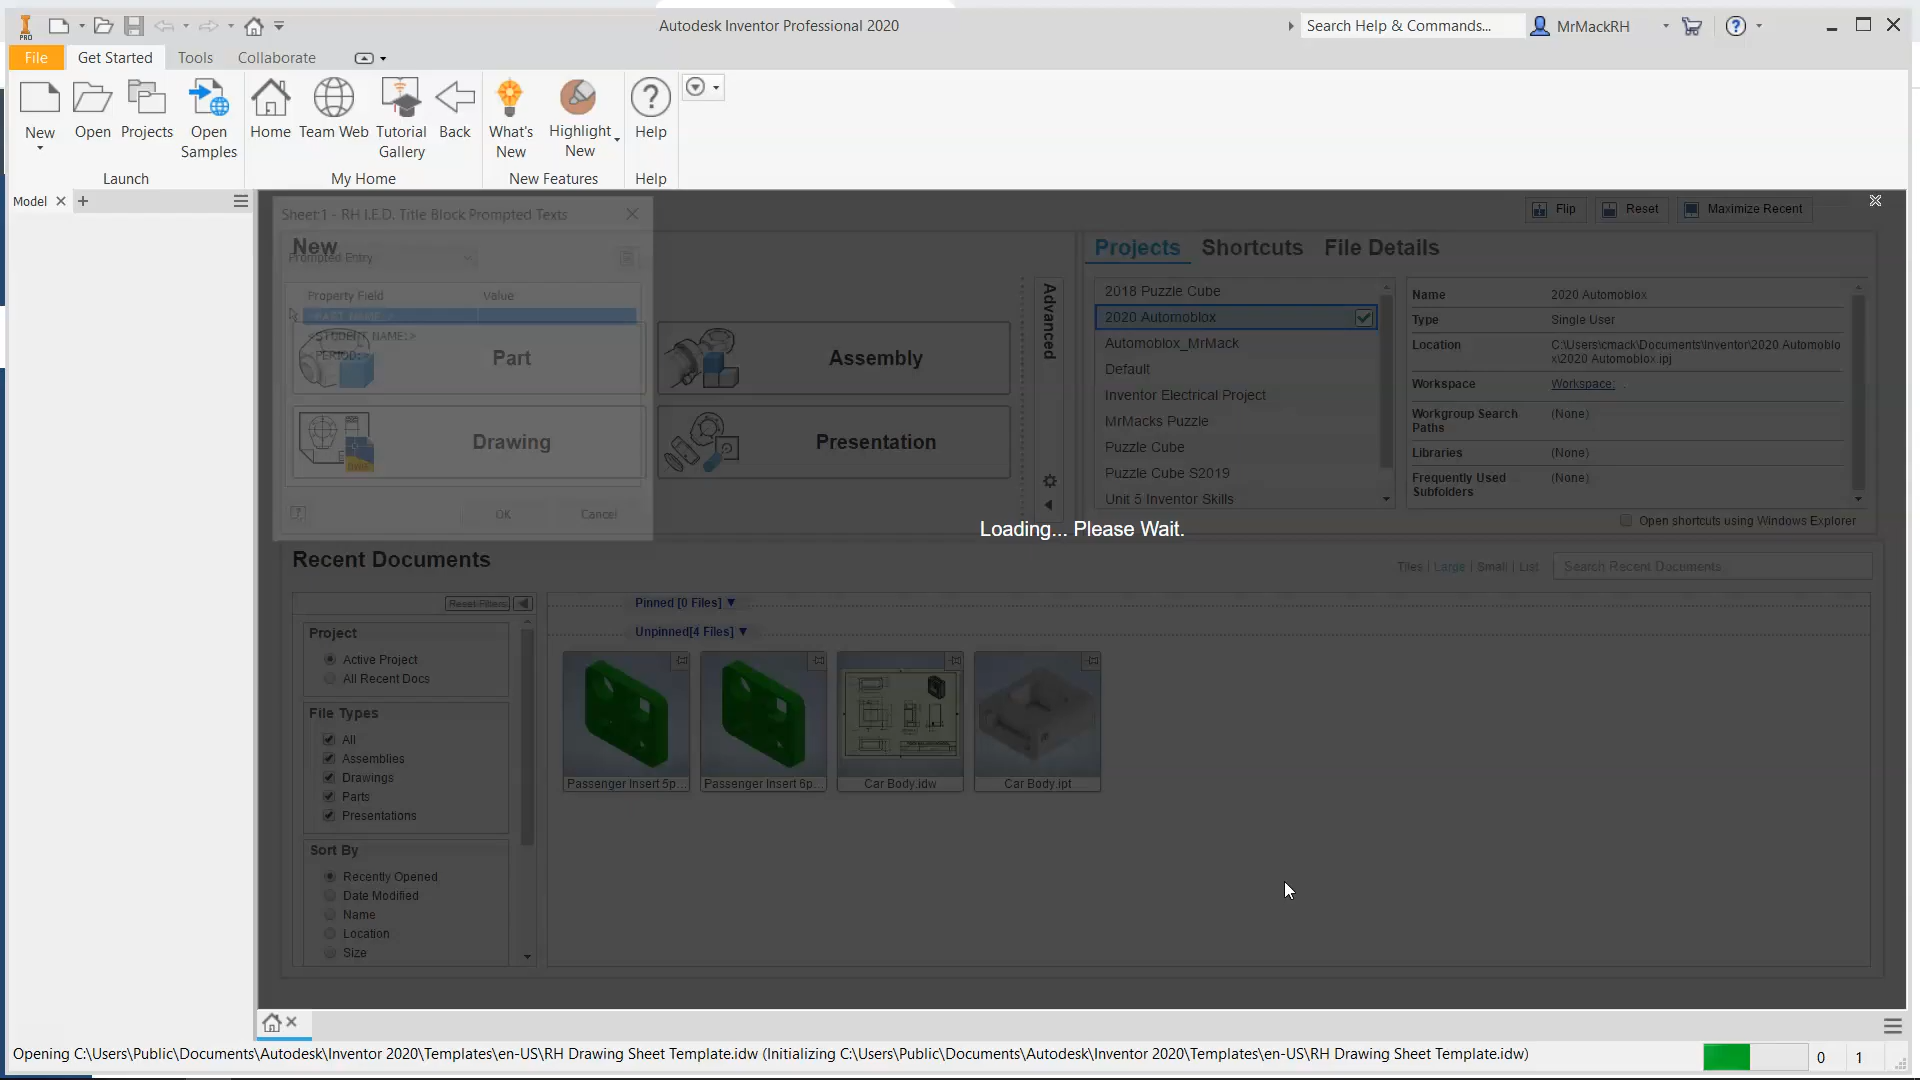 PRO
Autodesk Inventor Professional 2020
Search Help & Commands...
MrMackRH
File
Get Started
Tools
Collaborate
New
Open
Projects
Open Samples
Home
Team Web
Tutorial Gallery
Back
What's New
Highlight New
Help
Launch
My Home
New Features
Help
Model
Sheet:1 - RH I.E.D. Title Block Prompted Texts
New
Prompted Entry
Property Field
Value
<PART NAME:>
<STUDENT NAME:>
<PERIOD:>
Part
Assembly
Drawing
Presentation
OK
Cancel
Advanced
Flip
Reset
Maximize Recent
Projects
Shortcuts
File Details
2018 Puzzle Cube
2020 Automoblox
Automoblox_MrMack
Default
Inventor Electrical Project
MrMacks Puzzle
Puzzle Cube
Puzzle Cube S2019
Unit 5 Inventor Skills
Name 2020 Automoblox
Type Single User
Location C:\Users\cmack\Documents\Inventor\2020 Automoblo
x\2020 Automoblox.ipj
Workspace Workspace: .
Workgroup Search (None)
Paths
Libraries (None)
Frequently Used (None)
Subfolders
Open shortcuts using Windows Explorer
Loading... Please Wait.
Recent Documents
Tiles | Large | Small | List
Search Recent Documents
Reset Filters
Project
Active Project
All Recent Docs
File Types
All
Assemblies
Drawings
Parts
Presentations
Sort By
Recently Opened
Date Modified
Name
Location
Size
Pinned [0 Files]
Unpinned[4 Files]
Passenger Insert 5p...
Passenger Insert 6p...
Car Body.idw
Car Body.ipt
Opening C:\Users\Public\Documents\Autodesk\Inventor 2020\Templates\en-US\RH Drawing Sheet Template.idw (Initializing C:\Users\Public\Documents\Autodesk\Inventor 2020\Templates\en-US\RH Drawing Sheet Template.idw)
0
1